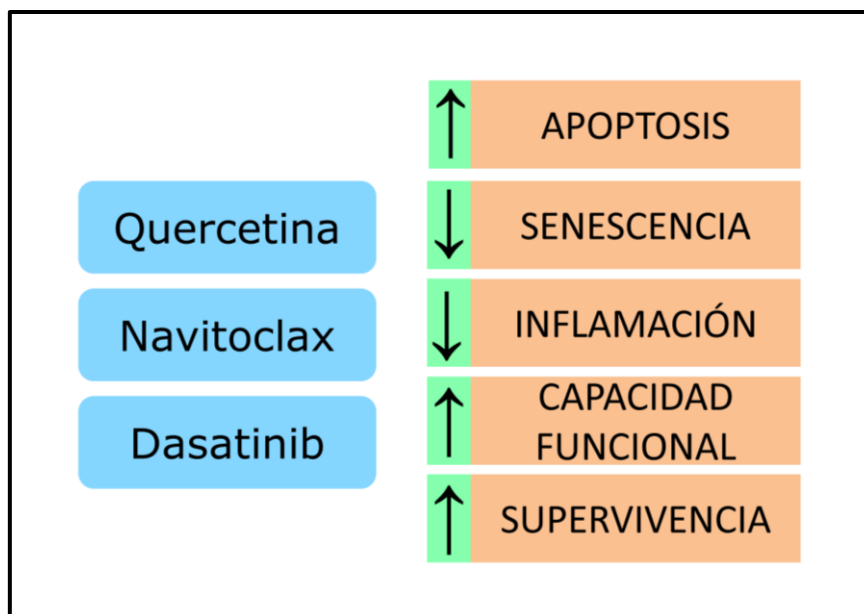 Quercetina
Navitoclax
Dasatinib
↑ APOPTOSIS
↓ SENESCENCIA
↓ INFLAMACIÓN
↑ CAPACIDAD
FUNCIONAL
↑ SUPERVIVENCIA